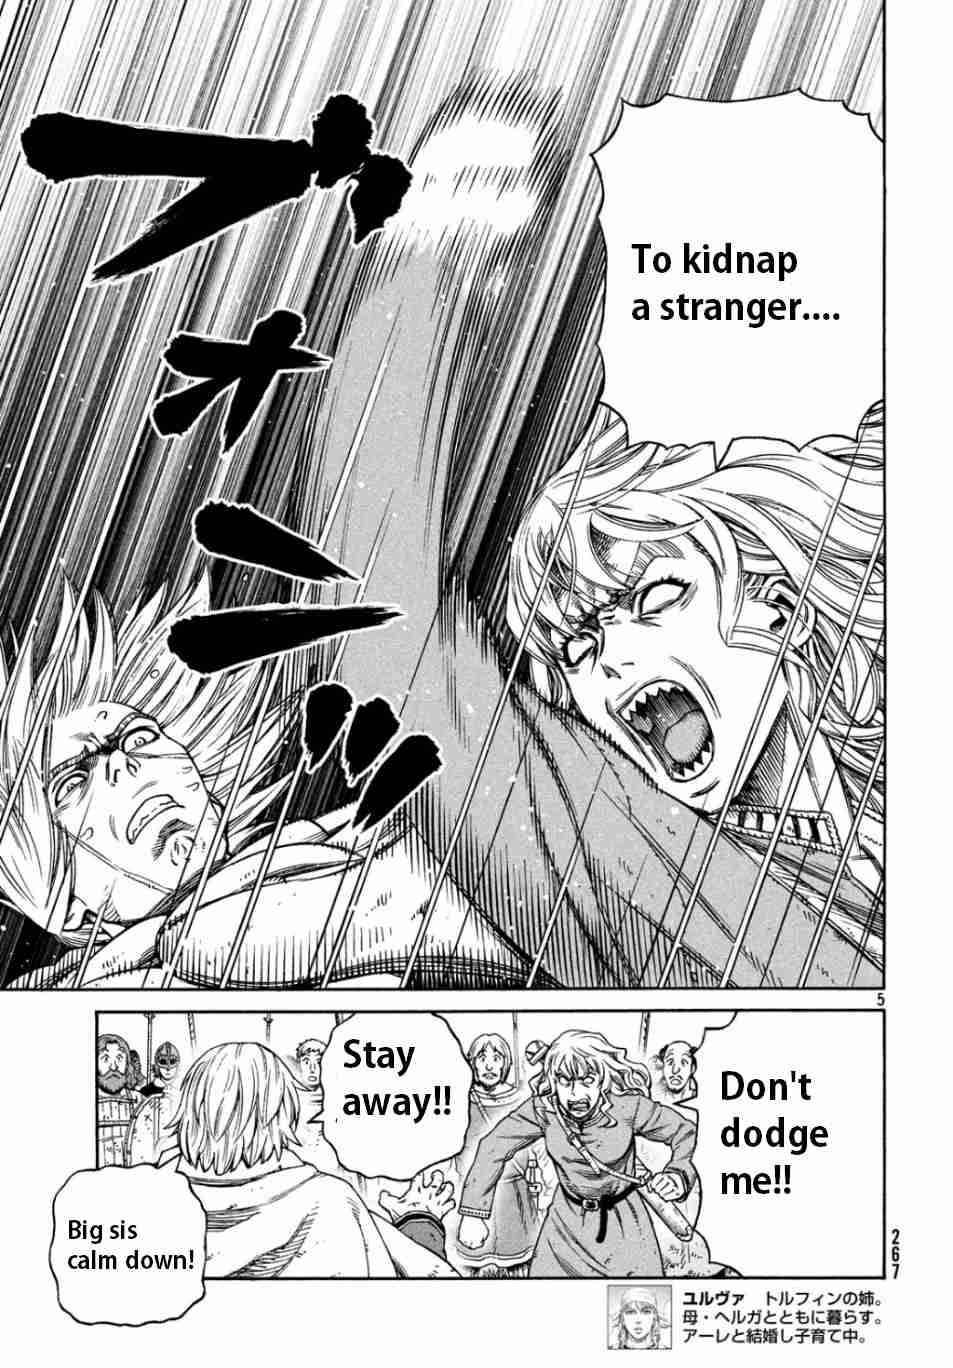 To kidnap
a stranger....
ブオンッ
5
Don't
dodge
me!!
Stay
away!!
Big sis
calm down!
267
ユルヴァ　トルフィンの姉。
母・ヘルガとともに暮らす。
アーレと結婚し子育て中。